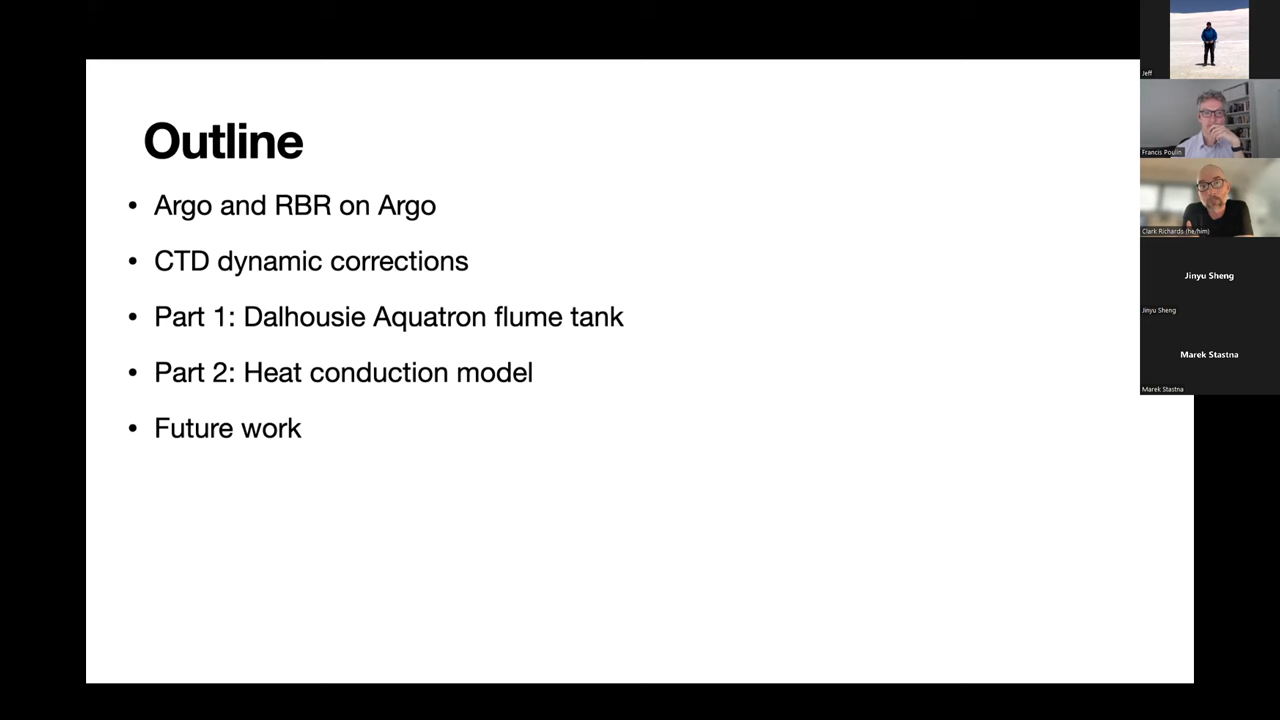 Outline
• Argo and RBR on Argo
• CTD dynamic corrections
• Part 1: Dalhousie Aquatron flume tank
• Part 2: Heat conduction model
• Future work
Jeff
Francis Poulin
Clark Richards (he/him)
Jinyu Sheng
Jinyu Sheng
Marek Stastna
Marek Stastna